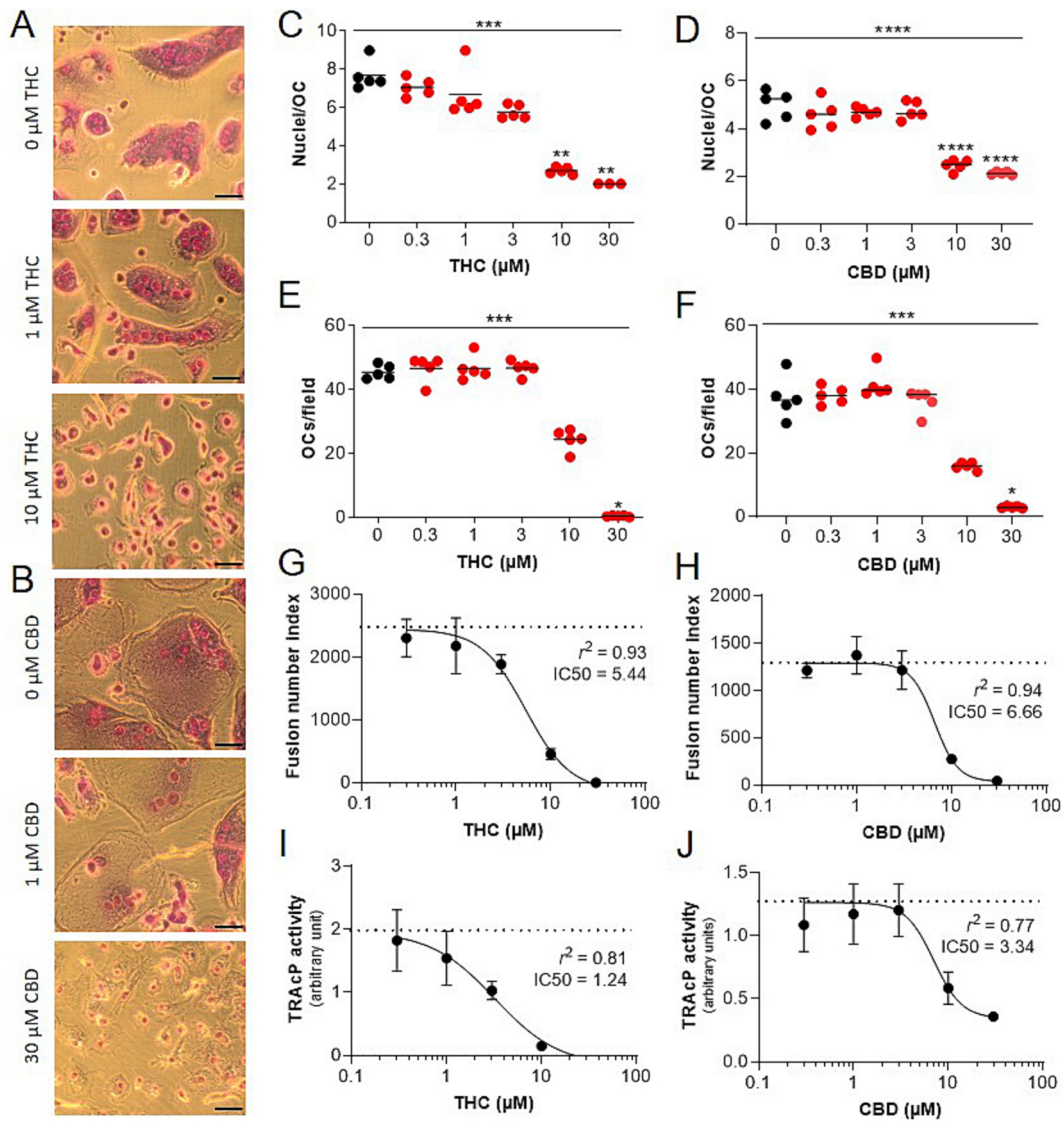 A
0 µM THC
1 µM THC
10 µM THC
B
0 µM CBD
1 µM CBD
30 µM CBD
C
***
10
8
6
4
2
0
Nuclei/OC
**
**
0 0.3 1 3 10 30
THC (µM)
D
****
8
6
4
2
0
Nuclei/OC
****
****
0 0.3 1 3 10 30
CBD (µM)
E
***
60
40
20
0
OCs/field
*
0 0.3 1 3 10 30
THC (µM)
F
***
60
40
20
0
OCs/field
*
0 0.3 1 3 10 30
CBD (µM)
G
3000
2000
1000
0
Fusion number index
r² = 0.93
IC50 = 5.44
0.1 1 10 100
THC (µM)
H
2000
1500
1000
500
0
Fusion number index
r² = 0.94
IC50 = 6.66
0.1 1 10 100
CBD (µM)
I
3
2
1
0
TRAcP activity
(arbitrary unit)
r² = 0.81
IC50 = 1.24
0.1 1 10 100
THC (µM)
J
1.5
1.0
0.5
0.0
TRAcP activity
(arbitrary units)
r² = 0.77
IC50 = 3.34
0.1 1 10 100
CBD (µM)